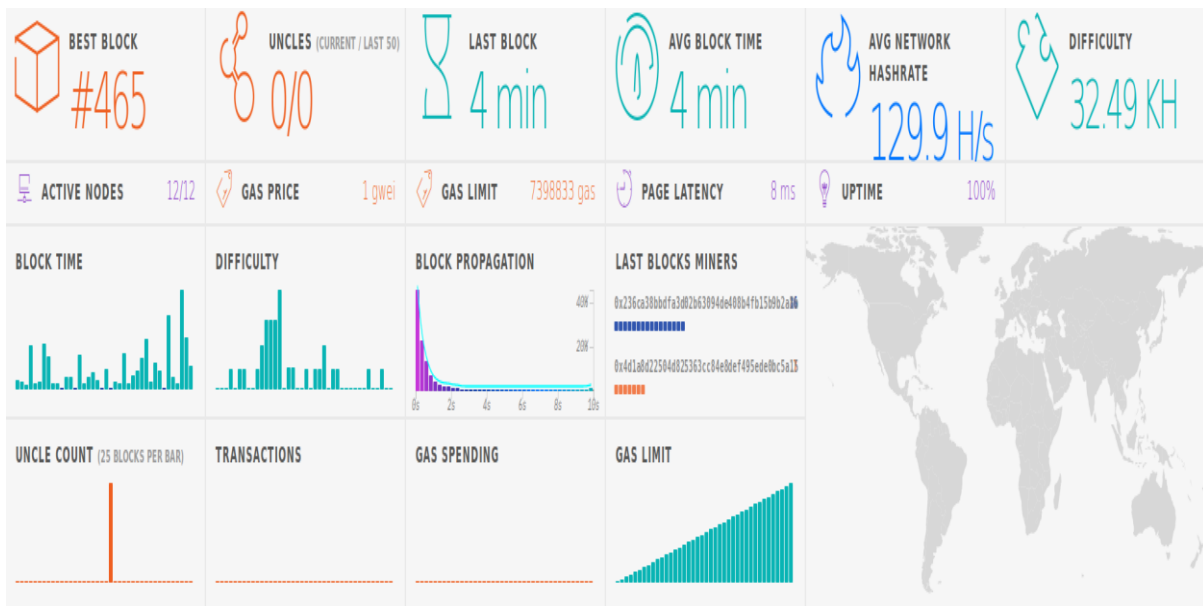 BEST BLOCK
#465
UNCLES (CURRENT / LAST 50)
0/0
LAST BLOCK
4 min
AVG BLOCK TIME
4 min
AVG NETWORK
HASHRATE
129.9 H/s
DIFFICULTY
32.49 KH
ACTIVE NODES 12/12
GAS PRICE 1 gwei
GAS LIMIT 7398833 gas
PAGE LATENCY 8 ms
UPTIME 100%
BLOCK TIME
DIFFICULTY
BLOCK PROPAGATION
40%
20%
0s 2s 4s 6s 8s 10s
LAST BLOCKS MINERS
UNCLE COUNT (25 BLOCKS PER BAR)
TRANSACTIONS
GAS SPENDING
GAS LIMIT